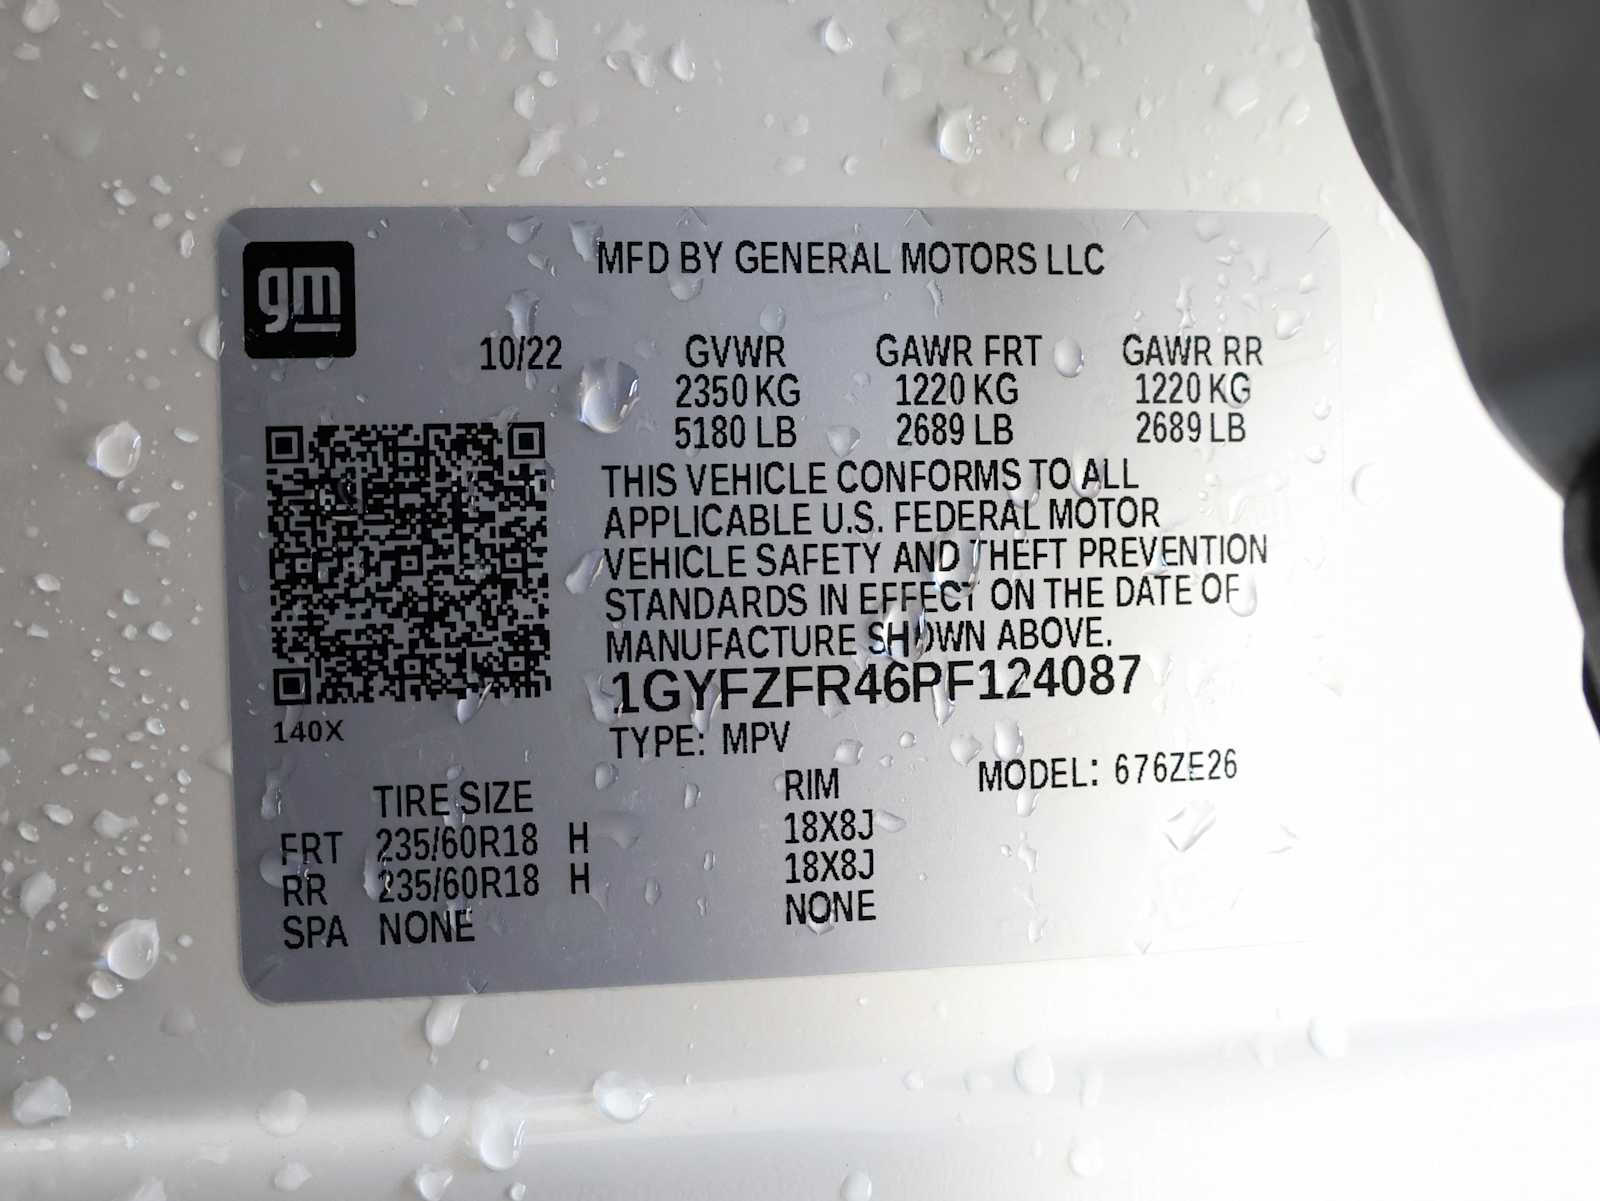 gm
MFD BY GENERAL MOTORS LLC
10/22 GVWR GAWR FRT GAWR RR
2350 KG 1220 KG 1220 KG
5180 LB 2689 LB 2689 LB
THIS VEHICLE CONFORMS TO ALL
APPLICABLE U.S. FEDERAL MOTOR
VEHICLE SAFETY AND THEFT PREVENTION
STANDARDS IN EFFECT ON THE DATE OF
MANUFACTURE SHOWN ABOVE.
1GYFZFR46PF124087
140X
TYPE: MPV
MODEL: 676ZE26
TIRE SIZE RIM
FRT 235/60R18 H 18X8J
RR 235/60R18 H 18X8J
SPA NONE NONE